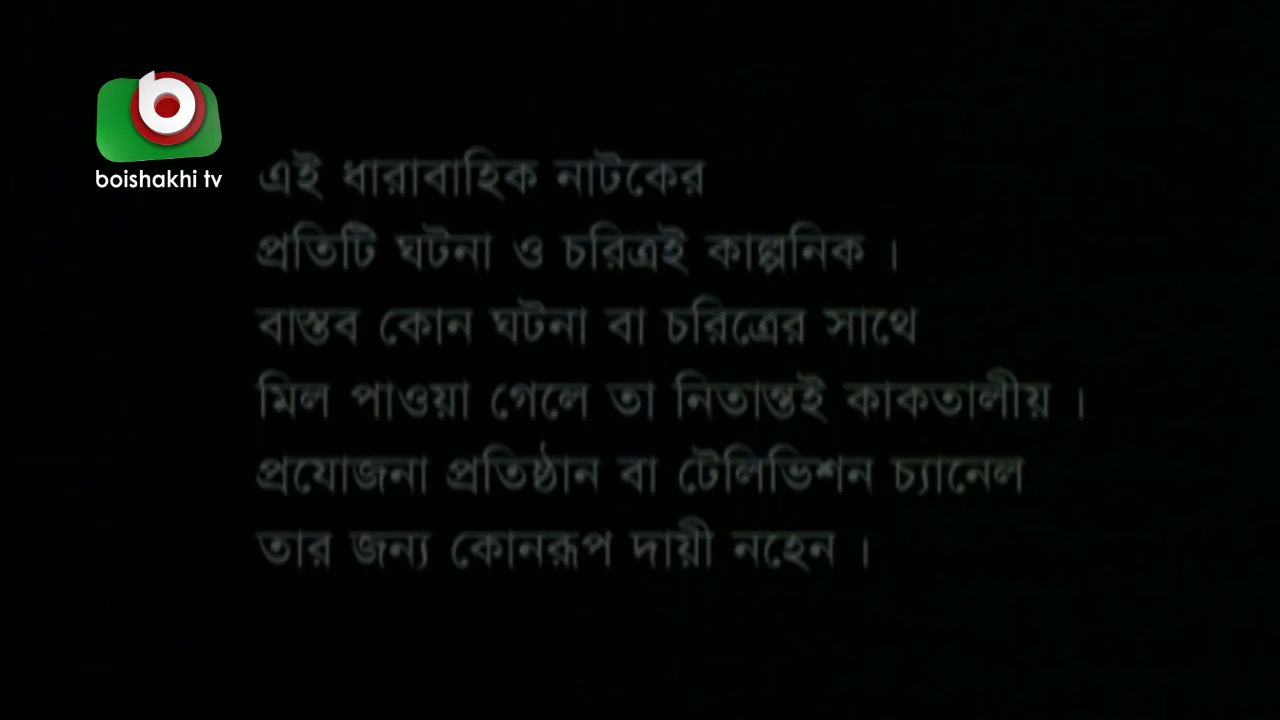 boishakhi tv
এই ধারাবাহিক নাটকের
প্রতিটি ঘটনা ও চরিত্রই কাল্পনিক ।
বাস্তব কোন ঘটনা বা চরিত্রের সাথে
মিল পাওয়া গেলে তা নিতান্তই কাকতালীয় ।
প্রযোজনা প্রতিষ্ঠান বা টেলিভিশন চ্যানেল
তার জন্য কোনরূপ দায়ী নহেন ।